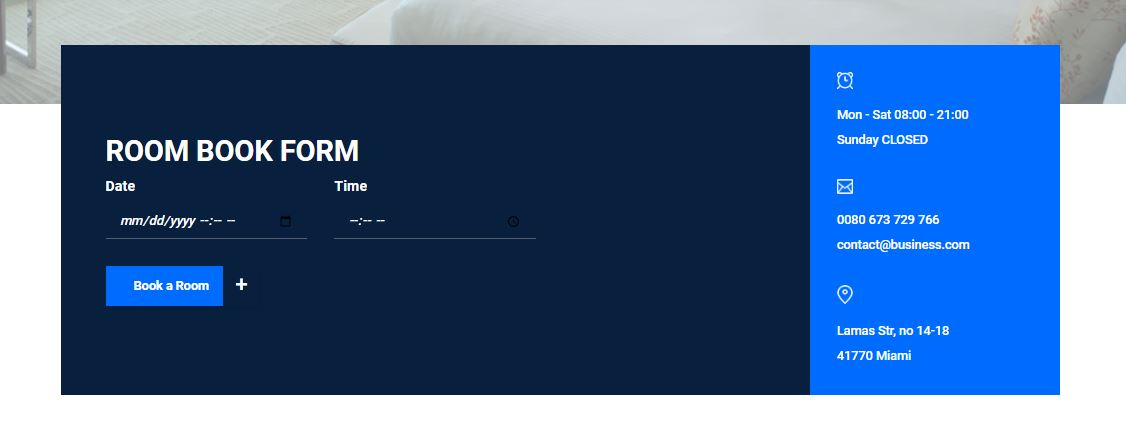 ROOM BOOK FORM
Date
Time
mm/dd/yyyy --:-- --
--:-- --
Book a Room +
Mon - Sat 08:00 - 21:00
Sunday CLOSED
0080 673 729 766
contact@business.com
Lamas Str, no 14-18
41770 Miami